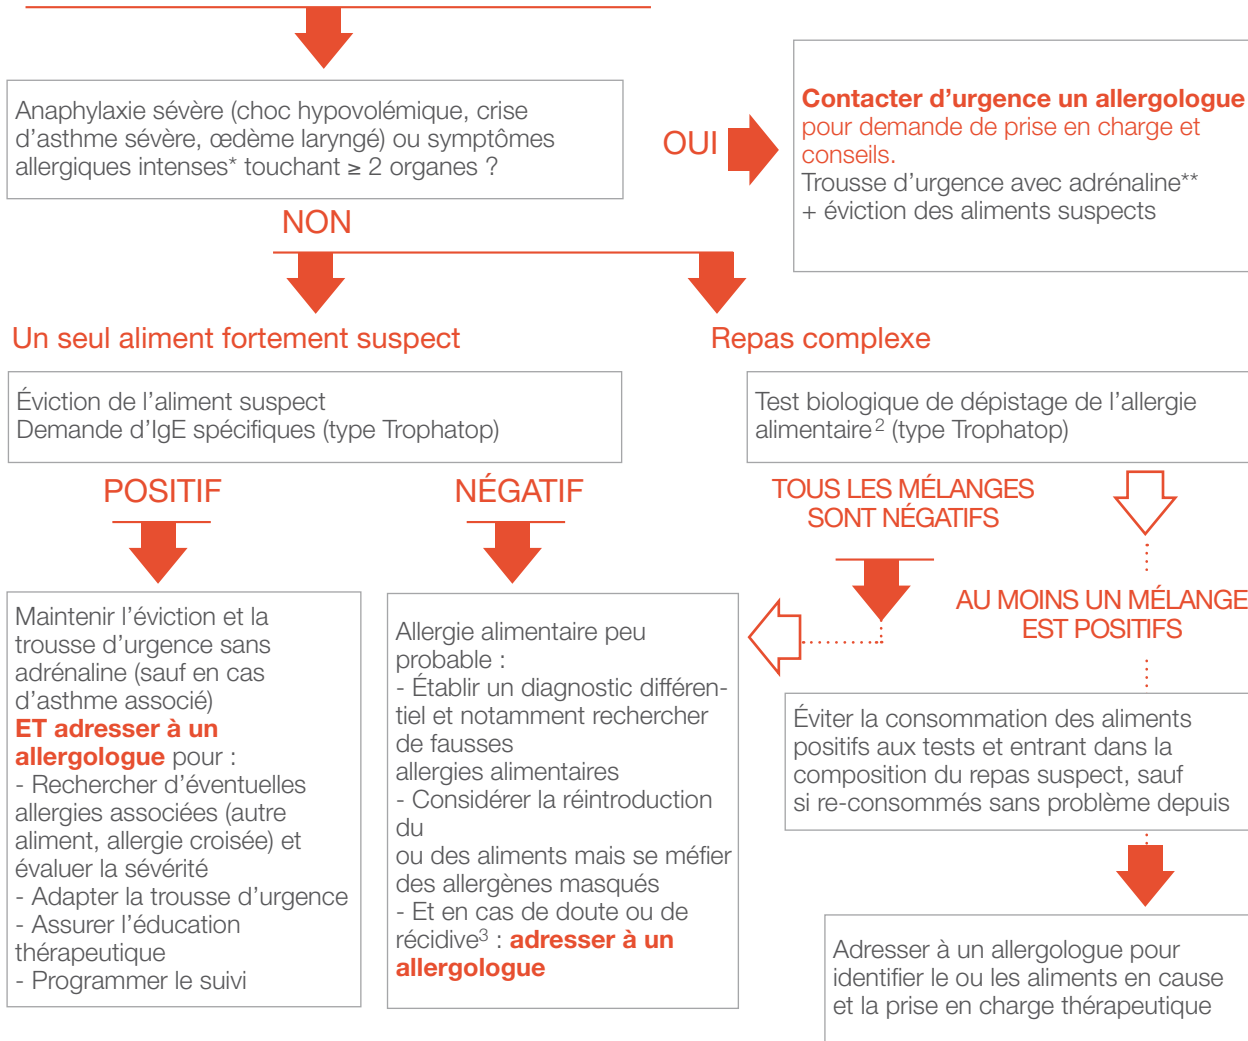 Anaphylaxie sévère (choc hypovolémique, crise
d'asthme sévère, œdème laryngé) ou symptômes
allergiques intenses* touchant ≥ 2 organes ?
OUI
Contacter d'urgence un allergologue
pour demande de prise en charge et
conseils.
Trousse d'urgence avec adrénaline**
+ éviction des aliments suspects
NON
Un seul aliment fortement suspect
Repas complexe
Éviction de l'aliment suspect
Demande d'IgE spécifiques (type Trophatop)
Test biologique de dépistage de l'allergie
alimentaire² (type Trophatop)
POSITIF
NÉGATIF
TOUS LES MÉLANGES
SONT NÉGATIFS
AU MOINS UN MÉLANGE
EST POSITIFS
Maintenir l'éviction et la
trousse d'urgence sans
adrénaline (sauf en cas
d'asthme associé)
ET adresser à un
allergologue pour :
- Rechercher d'éventuelles
allergies associées (autre
aliment, allergie croisée) et
évaluer la sévérité
- Adapter la trousse d'urgence
- Assurer l'éducation
thérapeutique
- Programmer le suivi
Allergie alimentaire peu
probable :
- Établir un diagnostic différen-
tiel et notamment rechercher
de fausses
allergies alimentaires
- Considérer la réintroduction
du
ou des aliments mais se méfier
des allergènes masqués
- Et en cas de doute ou de
récidive³ : adresser à un
allergologue
Éviter la consommation des aliments
positifs aux tests et entrant dans la
composition du repas suspect, sauf
si re-consommés sans problème depuis
Adresser à un allergologue pour
identifier le ou les aliments en cause
et la prise en charge thérapeutique